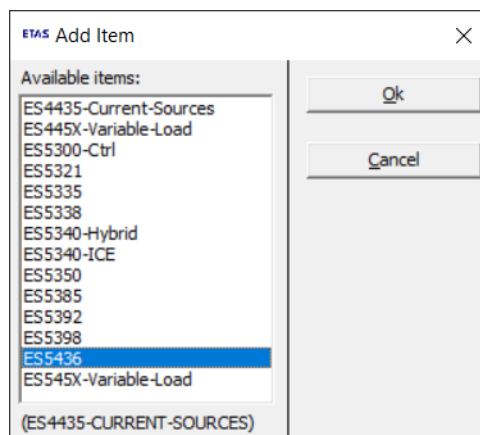 ETAS Add Item
Available items:
ES4435-Current-Sources
ES445X-Variable-Load
ES5300-Ctrl
ES5321
ES5335
ES5338
ES5340-Hybrid
ES5340-ICE
ES5350
ES5385
ES5392
ES5398
ES5436
ES545X-Variable-Load
(ES4435-CURRENT-SOURCES)
Ok
Cancel